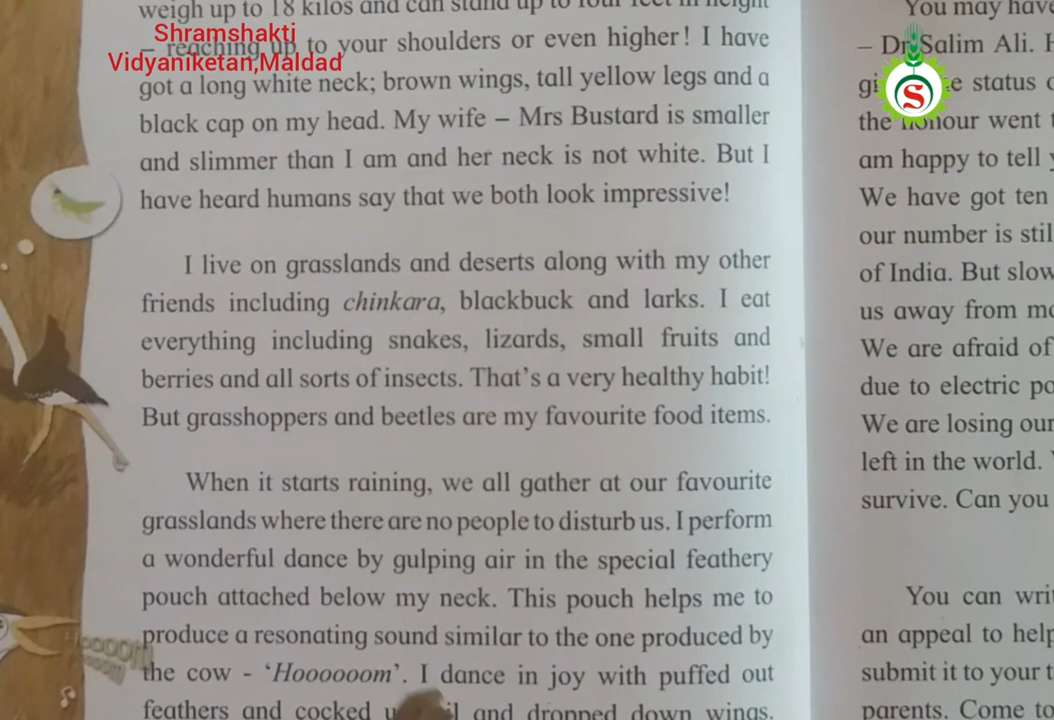 weigh up to 18 kilos and can stand up to four feet in height
Shramshakti
Vidyaniketan,Maldad
– reaching up to your shoulders or even higher! I have
got a long white neck; brown wings, tall yellow legs and a
black cap on my head. My wife – Mrs Bustard is smaller
and slimmer than I am and her neck is not white. But I
have heard humans say that we both look impressive!
I live on grasslands and deserts along with my other
friends including chinkara, blackbuck and larks. I eat
everything including snakes, lizards, small fruits and
berries and all sorts of insects. That's a very healthy habit!
But grasshoppers and beetles are my favourite food items.
When it starts raining, we all gather at our favourite
grasslands where there are no people to disturb us. I perform
a wonderful dance by gulping air in the special feathery
pouch attached below my neck. This pouch helps me to
produce a resonating sound similar to the one produced by
the cow - 'Hoooooom'. I dance in joy with puffed out
feathers and cocked and dropped down wings.
You may have
– Dr Salim Ali.
S
status
the honour went
am happy to tell
We have got ten
our number is
of India. But
us away from
We are afraid of
due to electric
We are losing our
left in the world.
survive. Can you
You can
an appeal to help
submit it to your
parents. Come to